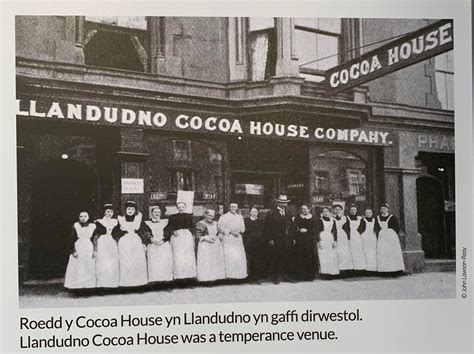 COCOA HOUSE
LLANDUDNO COCOA HOUSE COMPANY.
PHA
Roedd y Cocoa House yn Llandudno yn gaffi dirwestol.
Llandudno Cocoa House was a temperance venue.
© John Lawson-Reay